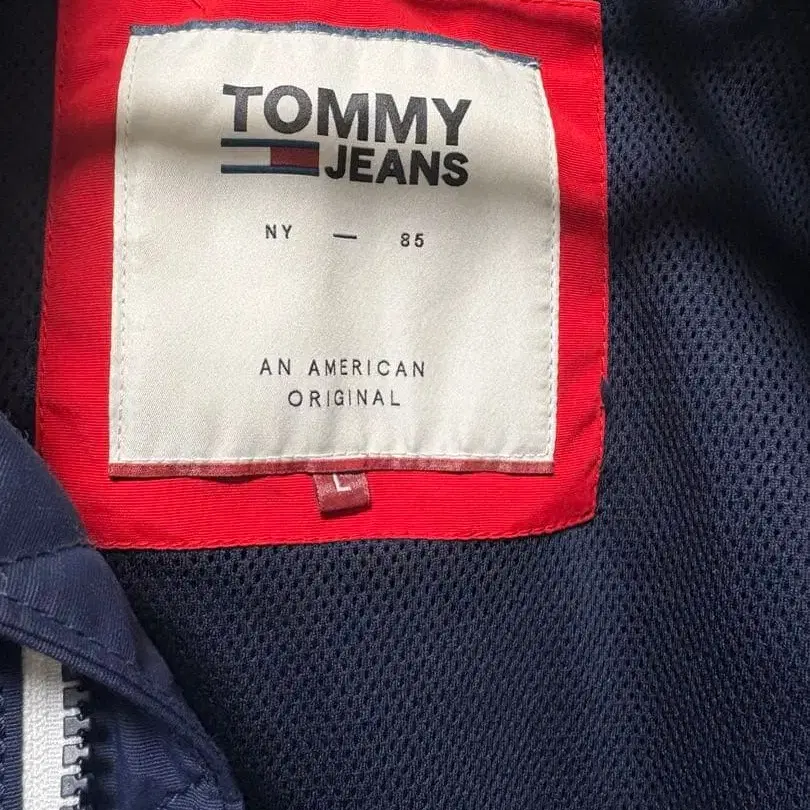 TOMMY
JEANS
NY — 85
AN AMERICAN
ORIGINAL
L